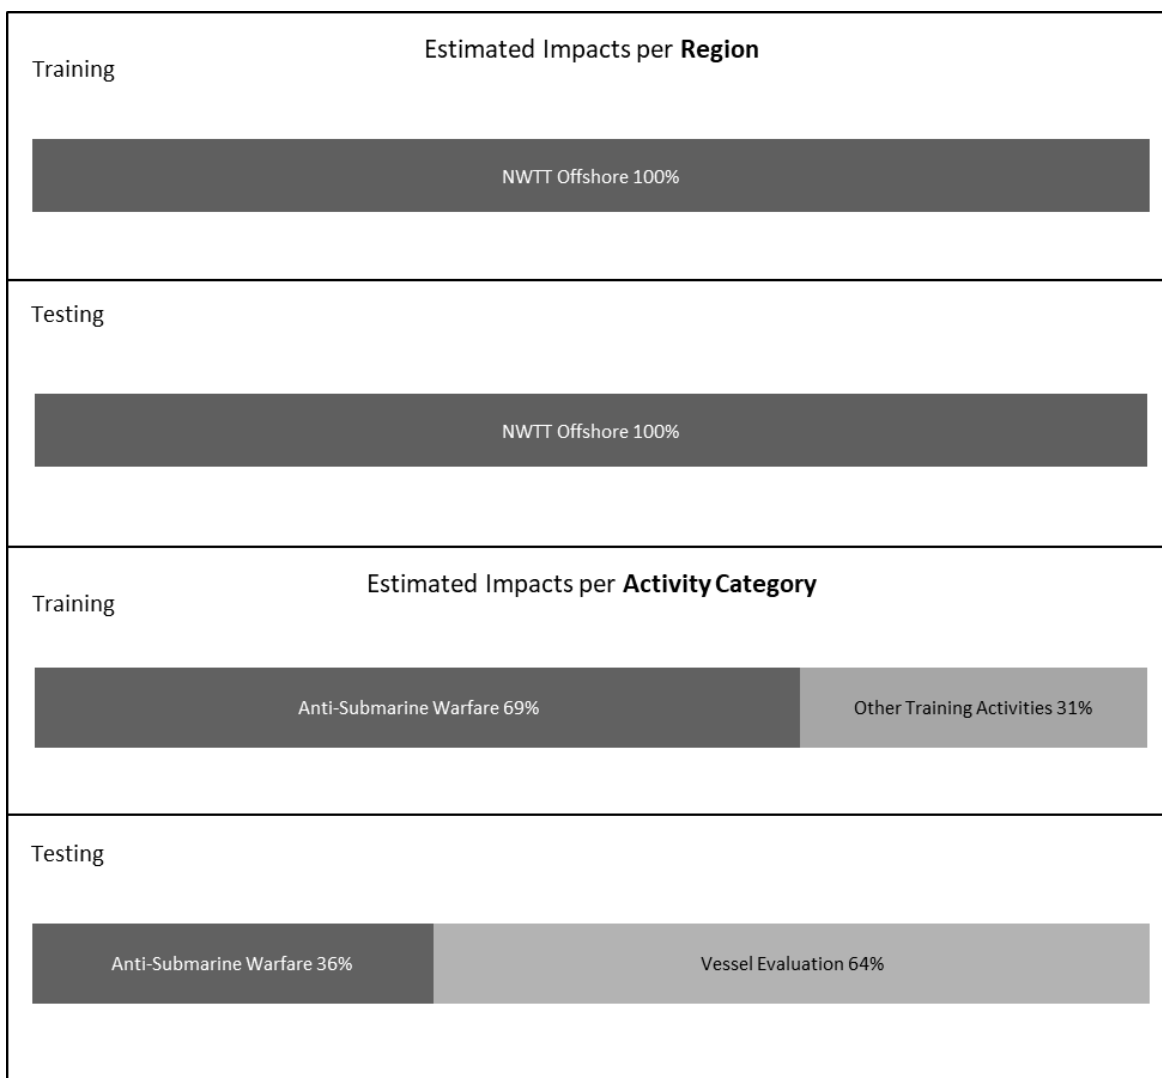 Estimated Impacts per Region
Training
NWTT Offshore 100%
Testing
NWTT Offshore 100%
Estimated Impacts per Activity Category
Training
Anti-Submarine Warfare 69%
Other Training Activities 31%
Testing
Anti-Submarine Warfare 36%
Vessel Evaluation 64%